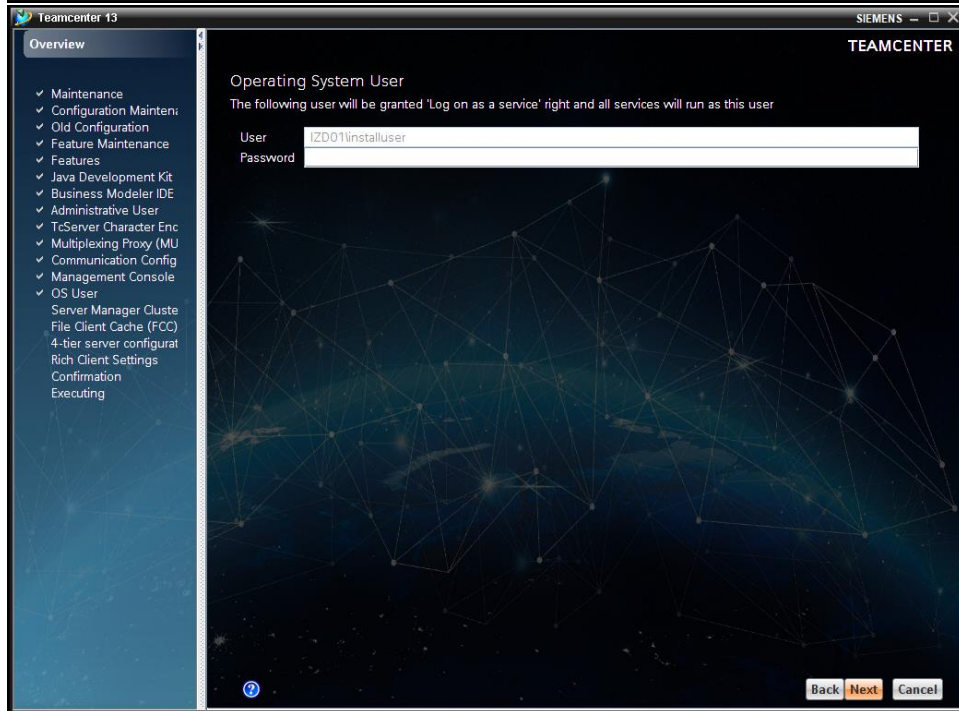 Teamcenter 13
SIEMENS
Overview
TEAMCENTER
Maintenance
Configuration Maintena
Old Configuration
Feature Maintenance
Features
Java Development Kit
Business Modeler IDE
Administrative User
TcServer Character Enc
Multiplexing Proxy (MU
Communication Config
Management Console
OS User
Server Manager Cluste
File Client Cache (FCC)
4-tier server configurat
Rich Client Settings
Confirmation
Executing
Operating System User
The following user will be granted 'Log on as a service' right and all services will run as this user
User IZD01\installuser
Password
?
Back Next Cancel